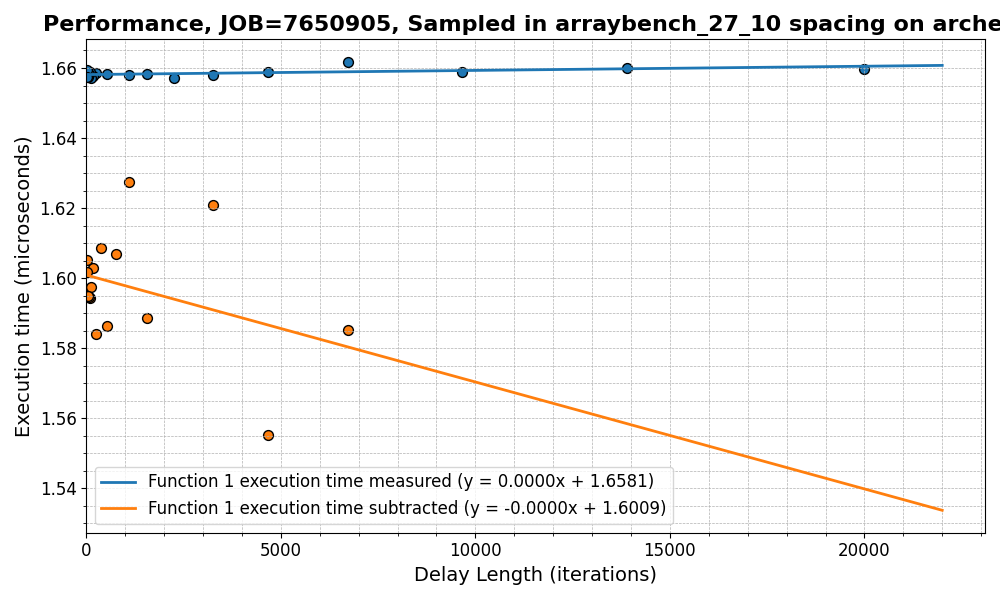 Performance, JOB=7650905, Sampled in arraybench_27_10 spacing on arche
Execution time (microseconds)
1.66
1.64
1.62
1.60
1.58
1.56
1.54
Function 1 execution time measured (y = 0.0000x + 1.6581)
Function 1 execution time subtracted (y = -0.0000x + 1.6009)
0
5000
10000
15000
20000
Delay Length (iterations)